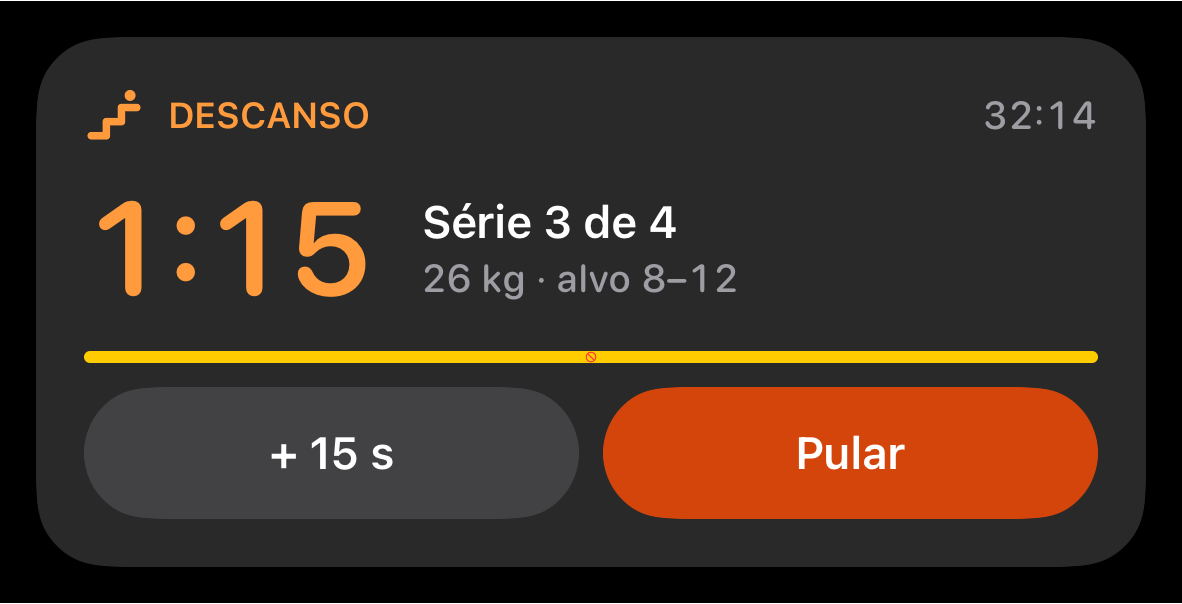 DESCANSO
32:14
1:15
Série 3 de 4
26 kg · alvo 8–12
+ 15 s
Pular